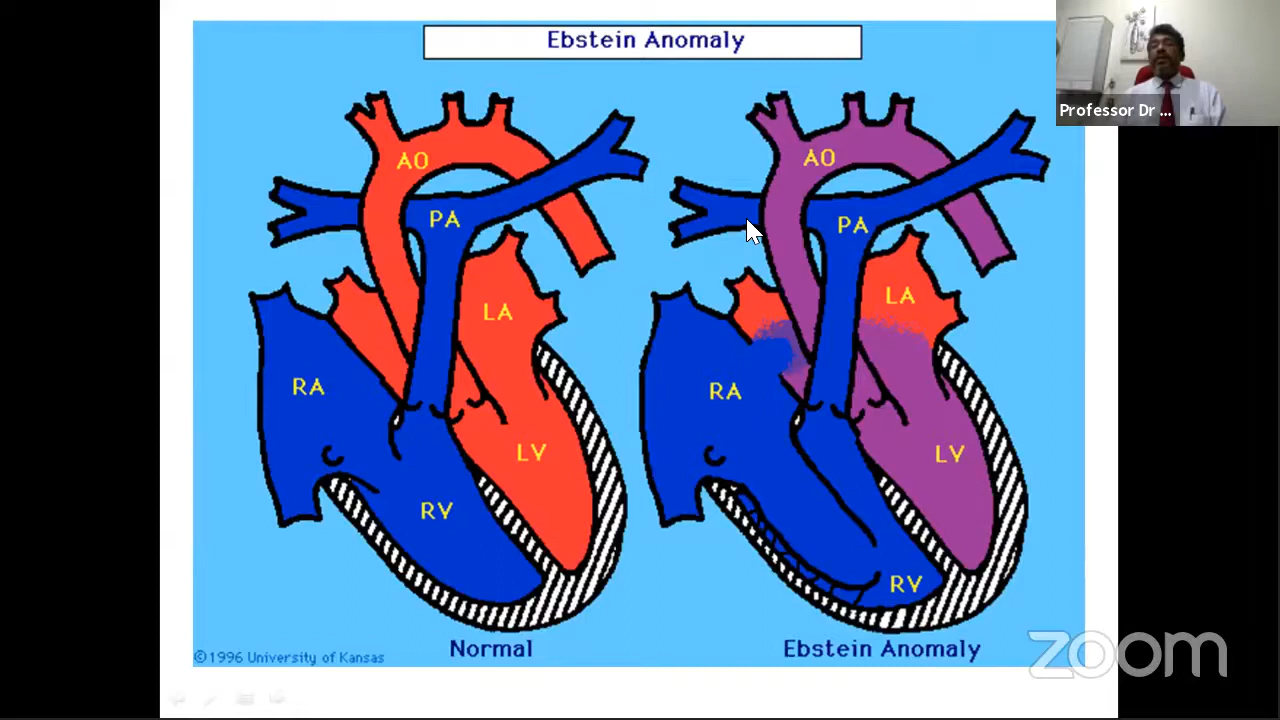 Ebstein Anomaly
Professor Dr ...
AO
PA
LA
RA
LV
RV
AO
PA
LA
RA
LV
RV
Normal
Ebstein Anomaly
©1996 University of Kansas
zoom